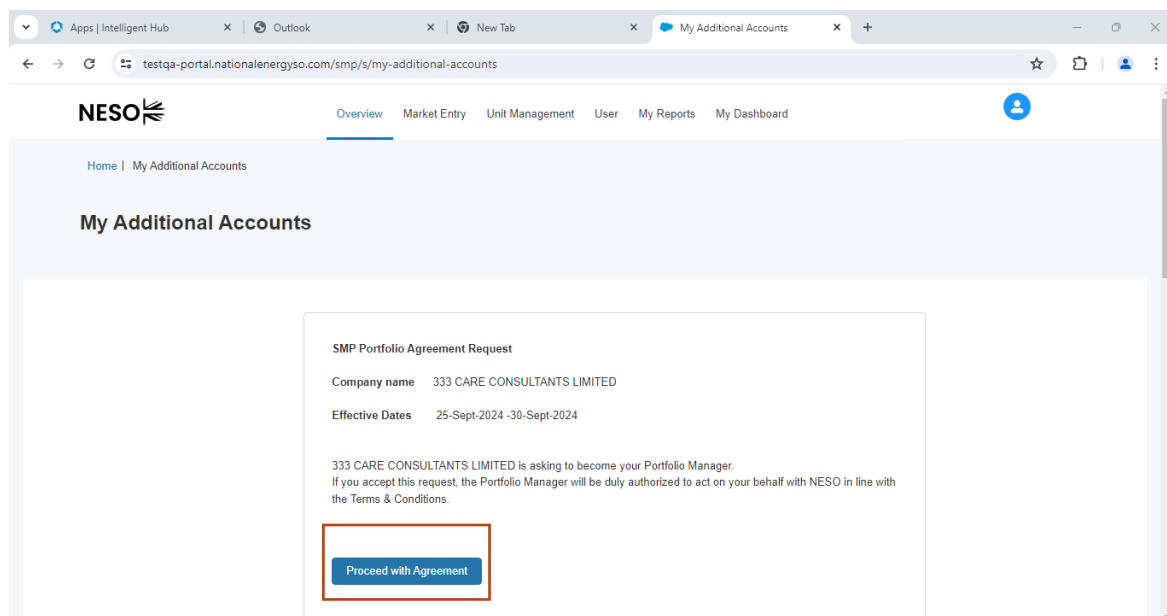 Apps | Intelligent Hub
Outlook
New Tab
My Additional Accounts
testqa-portal.nationalenergyso.com/smp/s/my-additional-accounts
NESO
Overview Market Entry Unit Management User My Reports My Dashboard
Home | My Additional Accounts
My Additional Accounts
SMP Portfolio Agreement Request
Company name 333 CARE CONSULTANTS LIMITED
Effective Dates 25-Sept-2024 -30-Sept-2024
333 CARE CONSULTANTS LIMITED is asking to become your Portfolio Manager.
If you accept this request, the Portfolio Manager will be duly authorized to act on your behalf with NESO in line with
the Terms & Conditions.
Proceed with Agreement